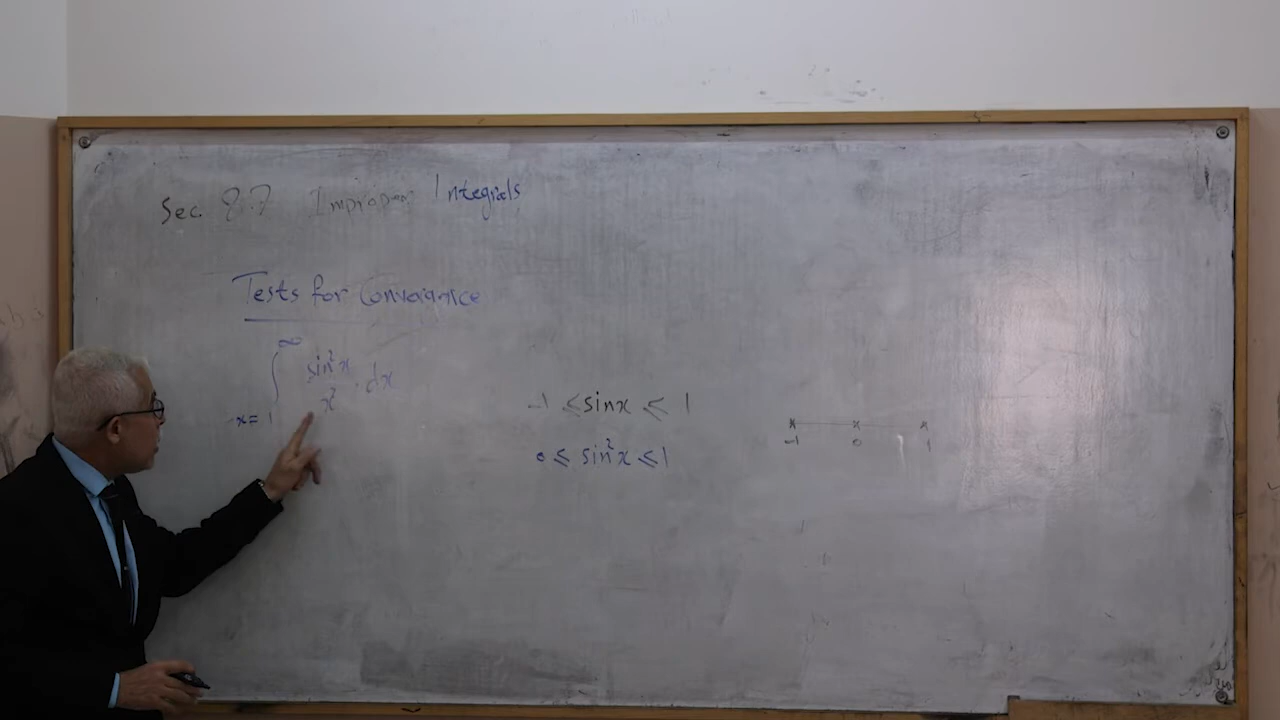 Sec. 8.7 Improper Integrals
Tests for Convergence
∫ₓ₌₁^∞ sin²x / x² · dx
-1 ≤ sinx ≤ 1
0 ≤ sin²x ≤ 1
-1 0 1